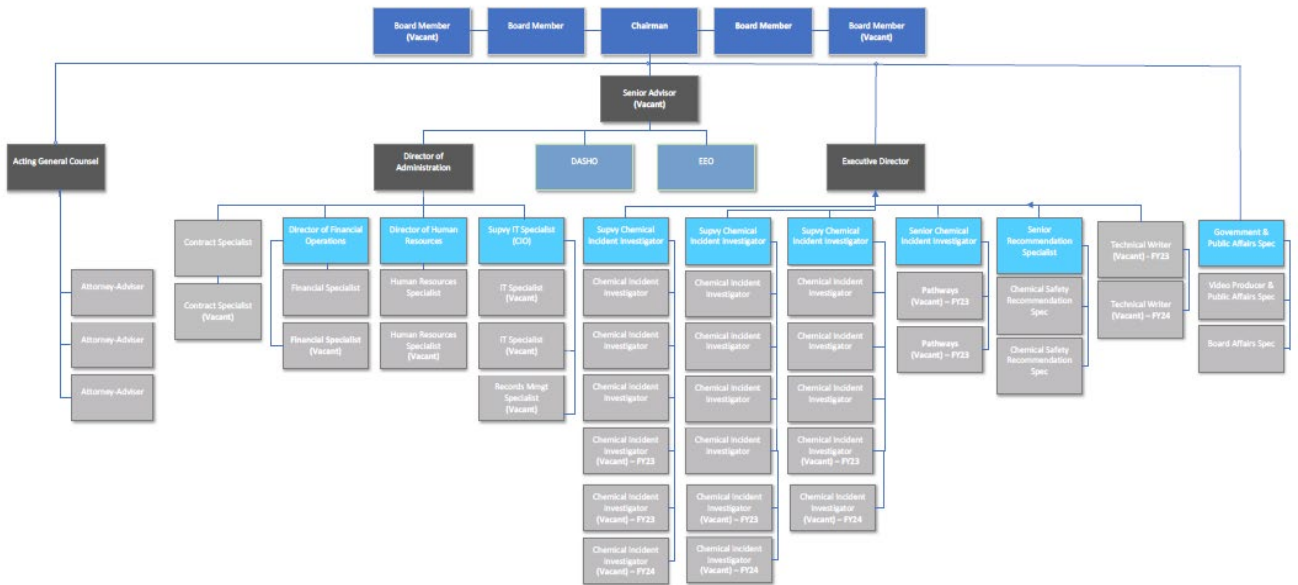 Board Member
(Vacant)
Board Member
Chairman
Board Member
Board Member
(Vacant)
Senior Advisor
(Vacant)
Acting General Counsel
Director of
Administration
DASHO
EEO
Executive Director
Contract Specialist
Director of Financial
Operations
Director of Human
Resources
Supvy IT Specialist
(CIO)
Supvy Chemical
Incident Investigator
Supvy Chemical
Incident Investigator
Supvy Chemical
Incident Investigator
Senior Chemical
Incident Investigator
Senior
Recommendation
Specialist
Technical Writer
(Vacant) - FY23
Government &
Public Affairs Spec
Attorney-Adviser
Attorney-Adviser
Attorney-Adviser
Contract Specialist
(Vacant)
Financial Specialist
Financial Specialist
(Vacant)
Human Resources
Specialist
Human Resources
Specialist (Vacant)
IT Specialist
(Vacant)
IT Specialist
(Vacant)
Records Mmgt
Specialist
(Vacant)
Chemical Incident
Investigator
Chemical Incident
Investigator
Chemical Incident
Investigator
Chemical Incident
Investigator
(Vacant) – FY23
Chemical Incident
Investigator
(Vacant) – FY23
Chemical Incident
Investigator
(Vacant) – FY24
Chemical Incident
Investigator
Chemical Incident
Investigator
Chemical Incident
Investigator
Chemical Incident
Investigator
Chemical Incident
Investigator
(Vacant) – FY23
Chemical Incident
Investigator
(Vacant) – FY24
Chemical Incident
Investigator
Chemical Incident
Investigator
Chemical Incident
Investigator
Chemical Incident
Investigator
(Vacant) – FY23
Chemical Incident
Investigator
(Vacant) – FY24
Pathways
(Vacant) – FY23
Pathways
(Vacant) – FY23
Chemical Safety
Recommendation
Spec
Chemical Safety
Recommendation
Spec
Technical Writer
(Vacant) – FY24
Video Producer &
Public Affairs Spec
Board Affairs Spec